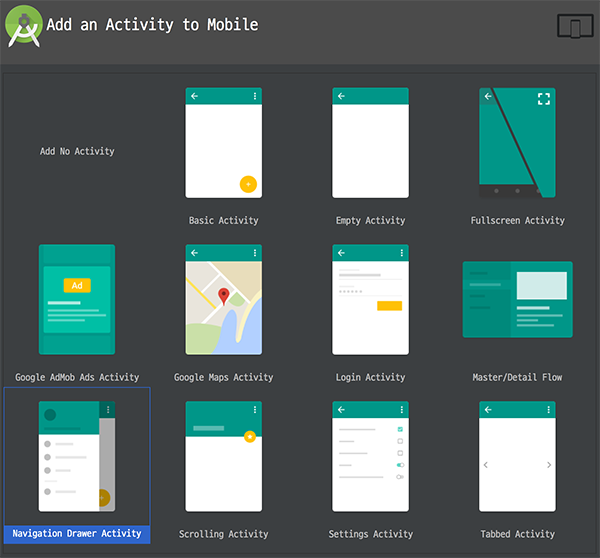 Add an Activity to Mobile
Add No Activity
Basic Activity
Empty Activity
Fullscreen Activity
Ad
Google AdMob Ads Activity
Google Maps Activity
Login Activity
Master/Detail Flow
Navigation Drawer Activity
Scrolling Activity
Settings Activity
Tabbed Activity